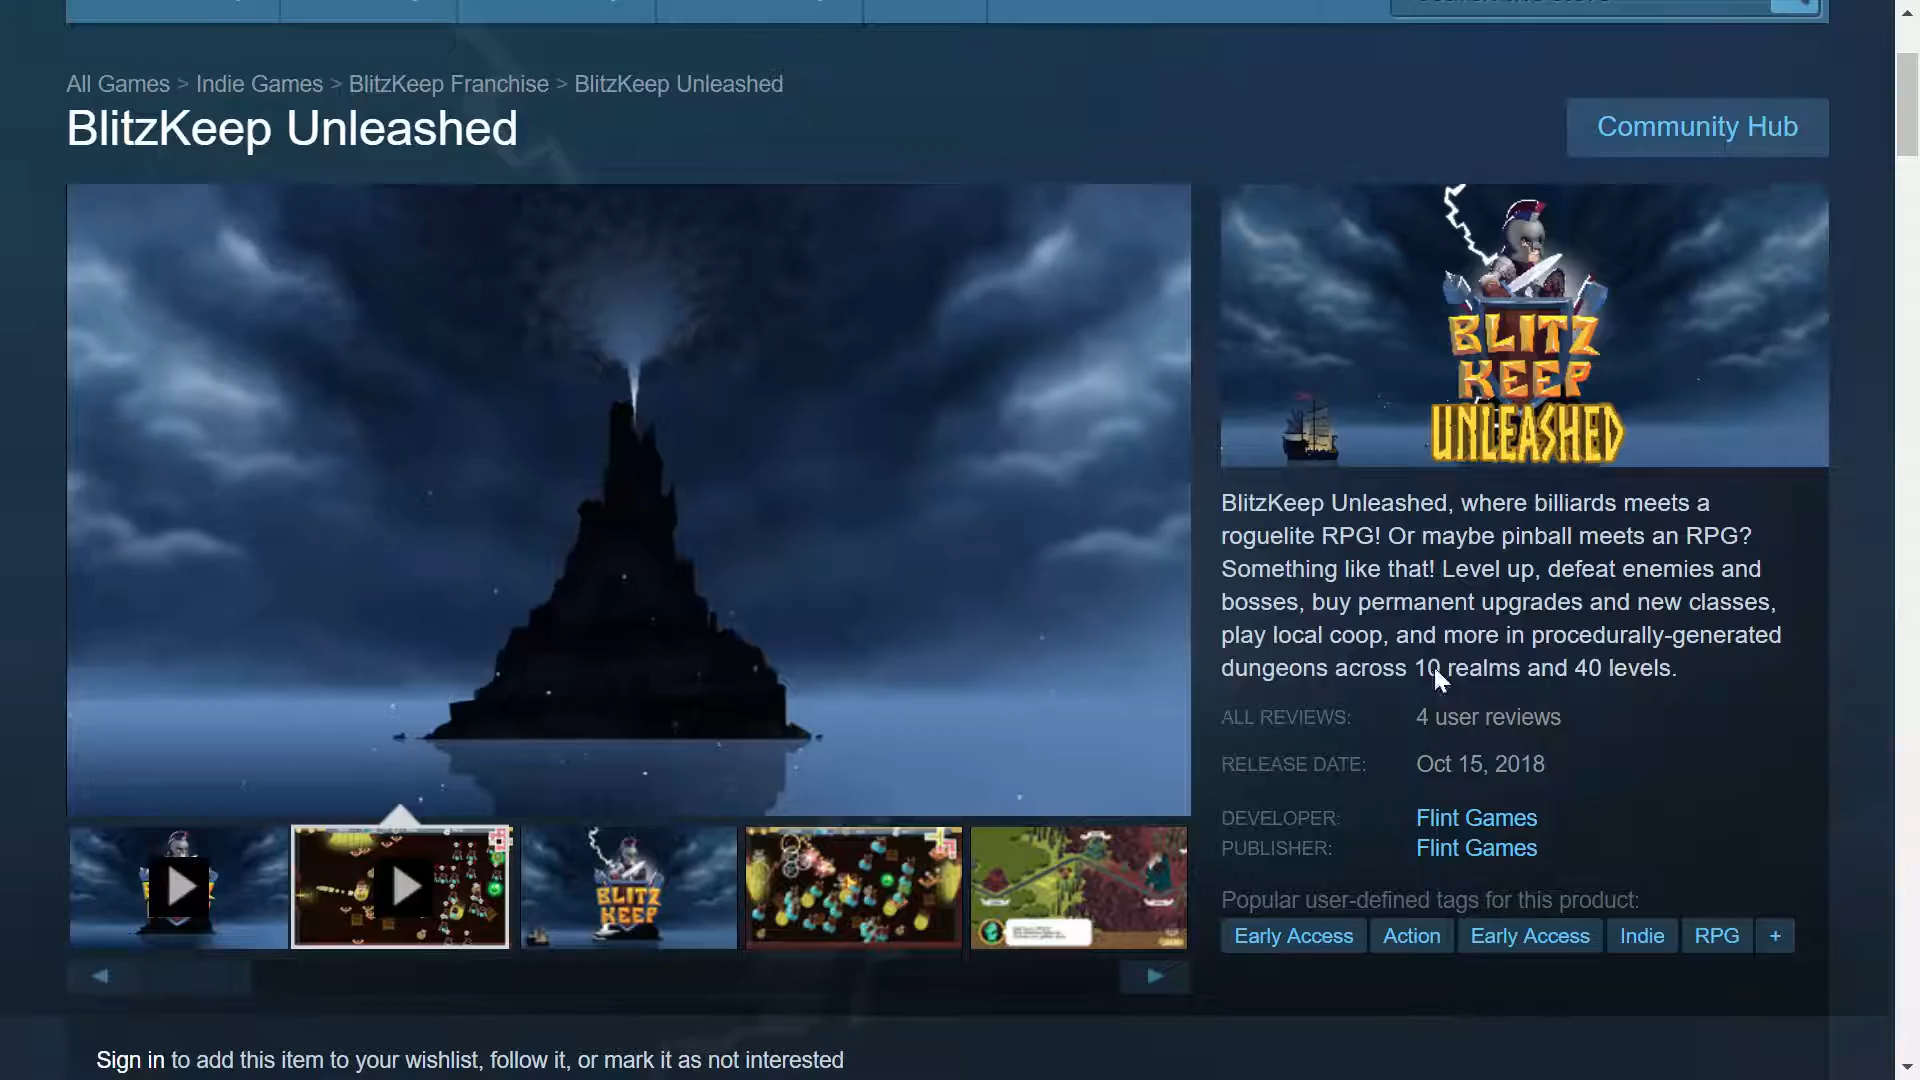 All Games > Indie Games > BlitzKeep Franchise > BlitzKeep Unleashed
BlitzKeep Unleashed
Community Hub
BLITZ
KEEP
UNLEASHED
BlitzKeep Unleashed, where billiards meets a
roguelite RPG! Or maybe pinball meets an RPG?
Something like that! Level up, defeat enemies and
bosses, buy permanent upgrades and new classes,
play local coop, and more in procedurally-generated
dungeons across 10 realms and 40 levels.
ALL REVIEWS: 4 user reviews
RELEASE DATE: Oct 15, 2018
DEVELOPER: Flint Games
PUBLISHER: Flint Games
BLITZ
KEEP
Popular user-defined tags for this product:
Early Access Action Early Access Indie RPG +
Sign in to add this item to your wishlist, follow it, or mark it as not interested